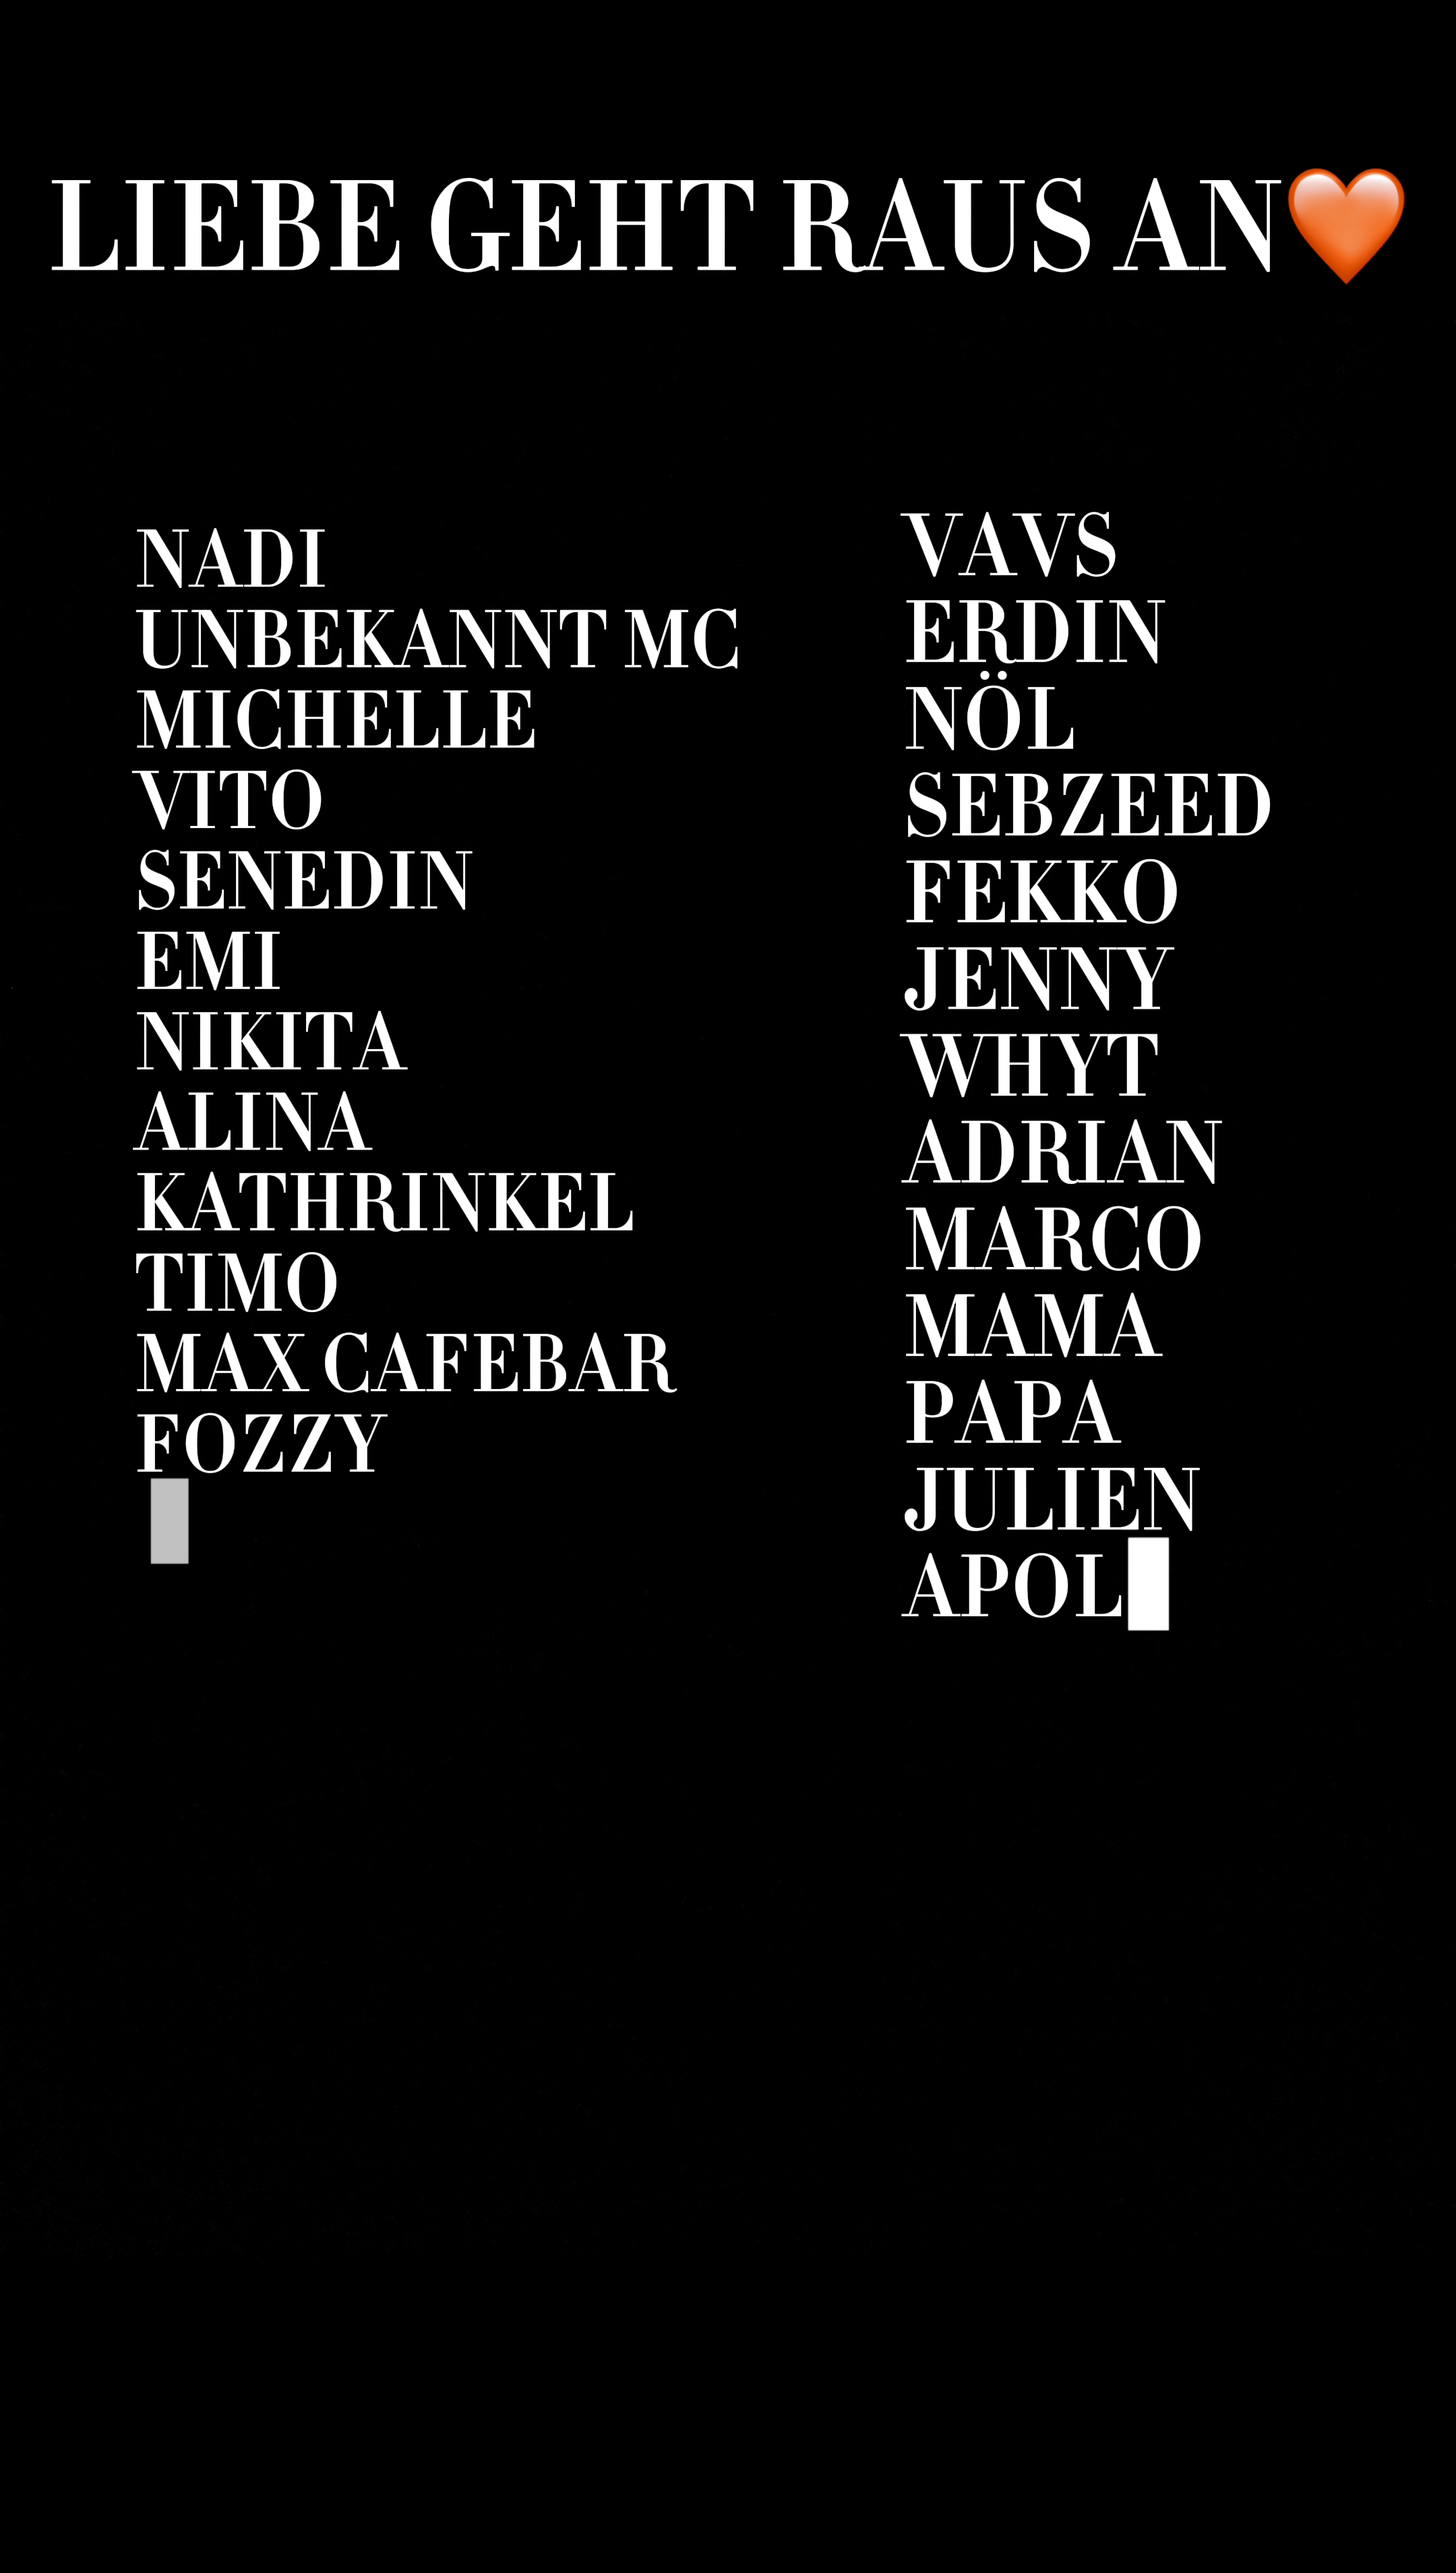 LIEBE GEHT RAUS AN🧡
NADI
UNBEKANNT MC
MICHELLE
VITO
SENEDIN
EMI
NIKITA
ALINA
KATHRINKEL
TIMO
MAX CAFEBAR
FOZZY
VAVS
ERDIN
NÖL
SEBZEED
FEKKO
JENNY
WHYT
ADRIAN
MARCO
MAMA
PAPA
JULIEN
APOL